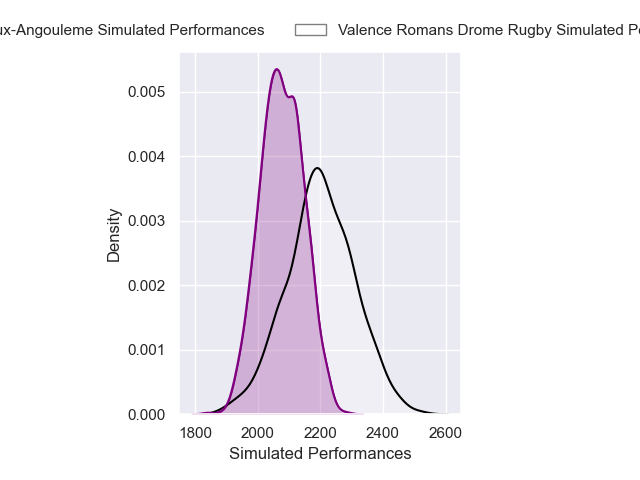 ux-Angouleme Simulated Performances
Valence Romans Drome Rugby Simulated Pe
0.005
0.004
0.003
0.002
0.001
0.000
Density
1800 2000 2200 2400 2600
Simulated Performances